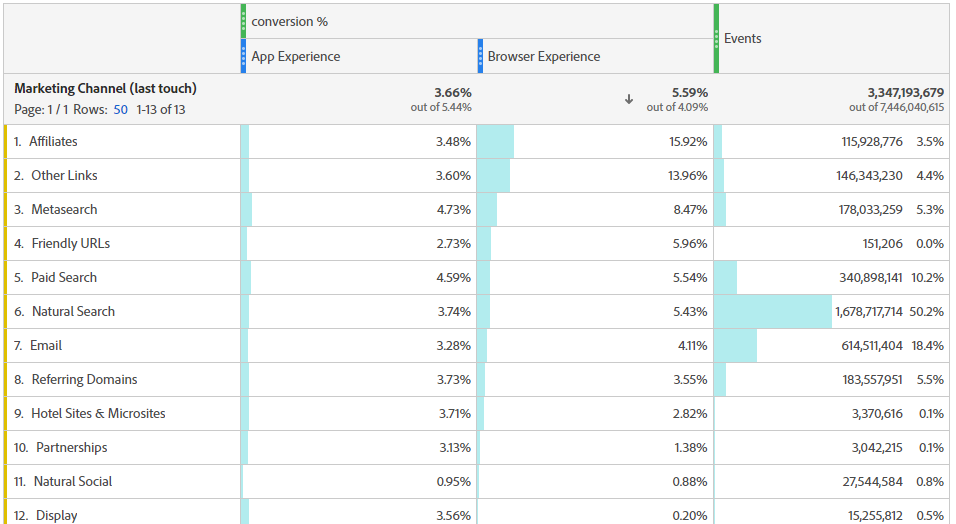 conversion %
Events
App Experience Browser Experience
Marketing Channel (last touch) 3.66% 5.59% 3,347,193,679
Page: 1 / 1 Rows: 50 1-13 of 13 out of 5.44% out of 4.09% out of 7,446,040,615
1. Affiliates 3.48% 15.92% 115,928,776 3.5%
2. Other Links 3.60% 13.96% 146,343,230 4.4%
3. Metasearch 4.73% 8.47% 178,033,259 5.3%
4. Friendly URLs 2.73% 5.96% 151,206 0.0%
5. Paid Search 4.59% 5.54% 340,898,141 10.2%
6. Natural Search 3.74% 5.43% 1,678,717,714 50.2%
7. Email 3.28% 4.11% 614,511,404 18.4%
8. Referring Domains 3.73% 3.55% 183,557,951 5.5%
9. Hotel Sites & Microsites 3.71% 2.82% 3,370,616 0.1%
10. Partnerships 3.13% 1.38% 3,042,215 0.1%
11. Natural Social 0.95% 0.88% 27,544,584 0.8%
12. Display 3.56% 0.20% 15,255,812 0.5%